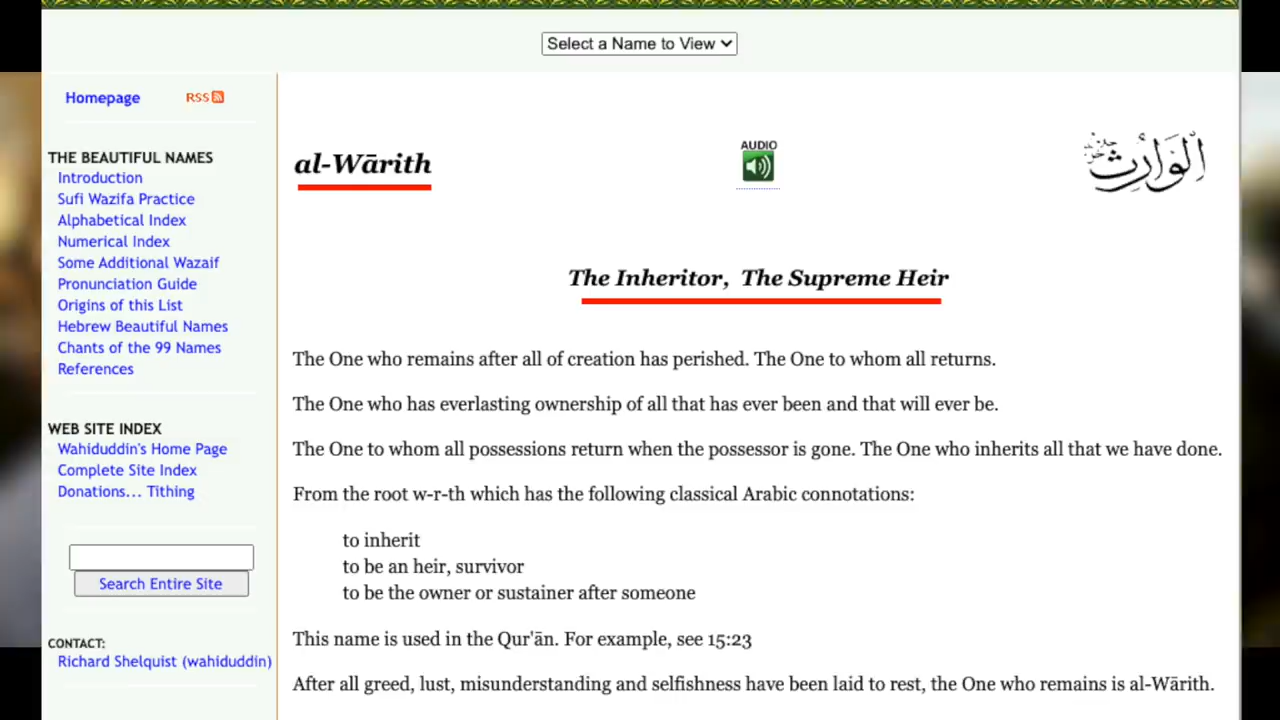 Select a Name to View
Homepage
RSS
THE BEAUTIFUL NAMES
Introduction
Sufi Wazifa Practice
Alphabetical Index
Numerical Index
Some Additional Wazaif
Pronunciation Guide
Origins of this List
Hebrew Beautiful Names
Chants of the 99 Names
References
WEB SITE INDEX
Wahiduddin's Home Page
Complete Site Index
Donations... Tithing
Search Entire Site
CONTACT:
Richard Shelquist (wahiduddin)
al-Wārith
AUDIO
الوارث
The Inheritor, The Supreme Heir
The One who remains after all of creation has perished. The One to whom all returns.
The One who has everlasting ownership of all that has ever been and that will ever be.
The One to whom all possessions return when the possessor is gone. The One who inherits all that we have done.
From the root w-r-th which has the following classical Arabic connotations:
to inherit
to be an heir, survivor
to be the owner or sustainer after someone
This name is used in the Qur'ān. For example, see 15:23
After all greed, lust, misunderstanding and selfishness have been laid to rest, the One who remains is al-Wārith.